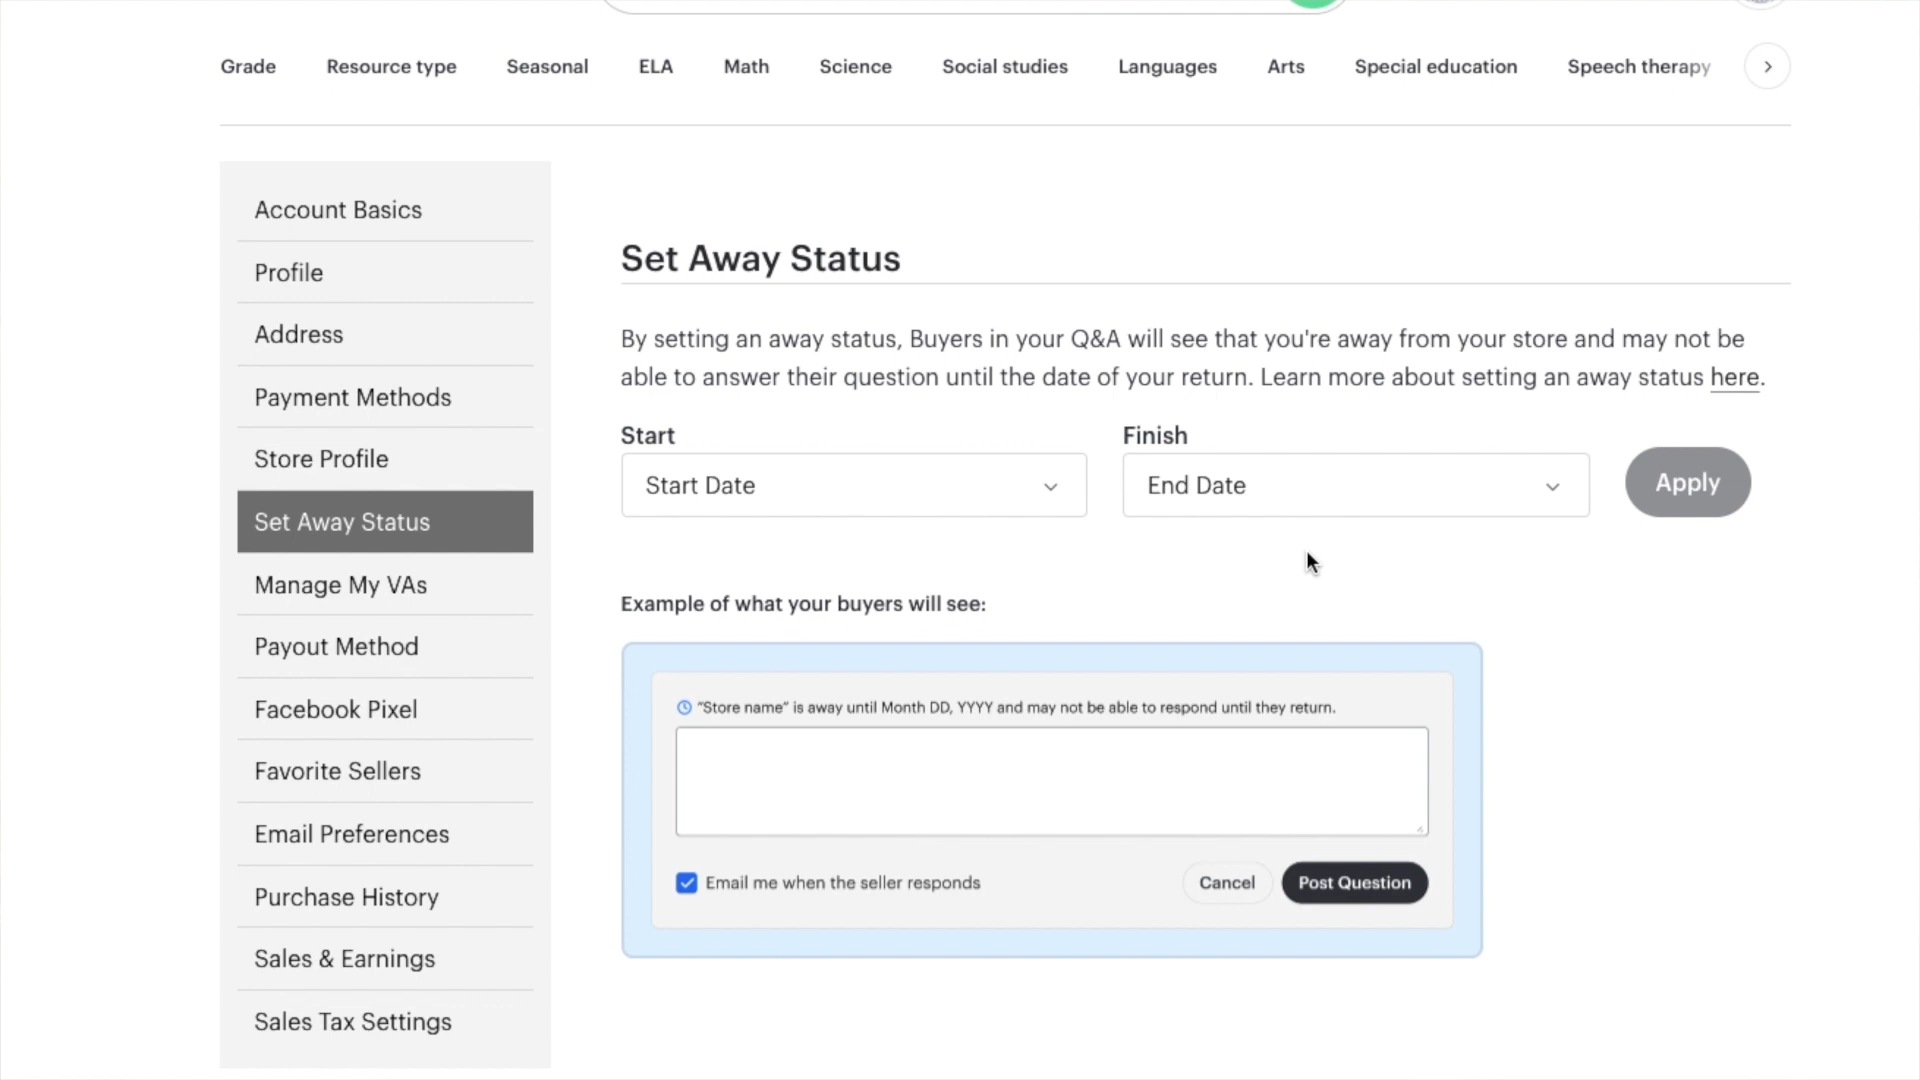 Grade Resource type Seasonal ELA Math Science Social studies Languages Arts Special education Speech therapy
Account Basics
Profile
Address
Payment Methods
Store Profile
Set Away Status
Manage My VAs
Payout Method
Facebook Pixel
Favorite Sellers
Email Preferences
Purchase History
Sales & Earnings
Sales Tax Settings
Set Away Status
By setting an away status, Buyers in your Q&A will see that you're away from your store and may not be
able to answer their question until the date of your return. Learn more about setting an away status here.
Start Finish
Start Date End Date Apply
Example of what your buyers will see:
"Store name" is away until Month DD, YYYY and may not be able to respond until they return.
Email me when the seller responds Cancel Post Question